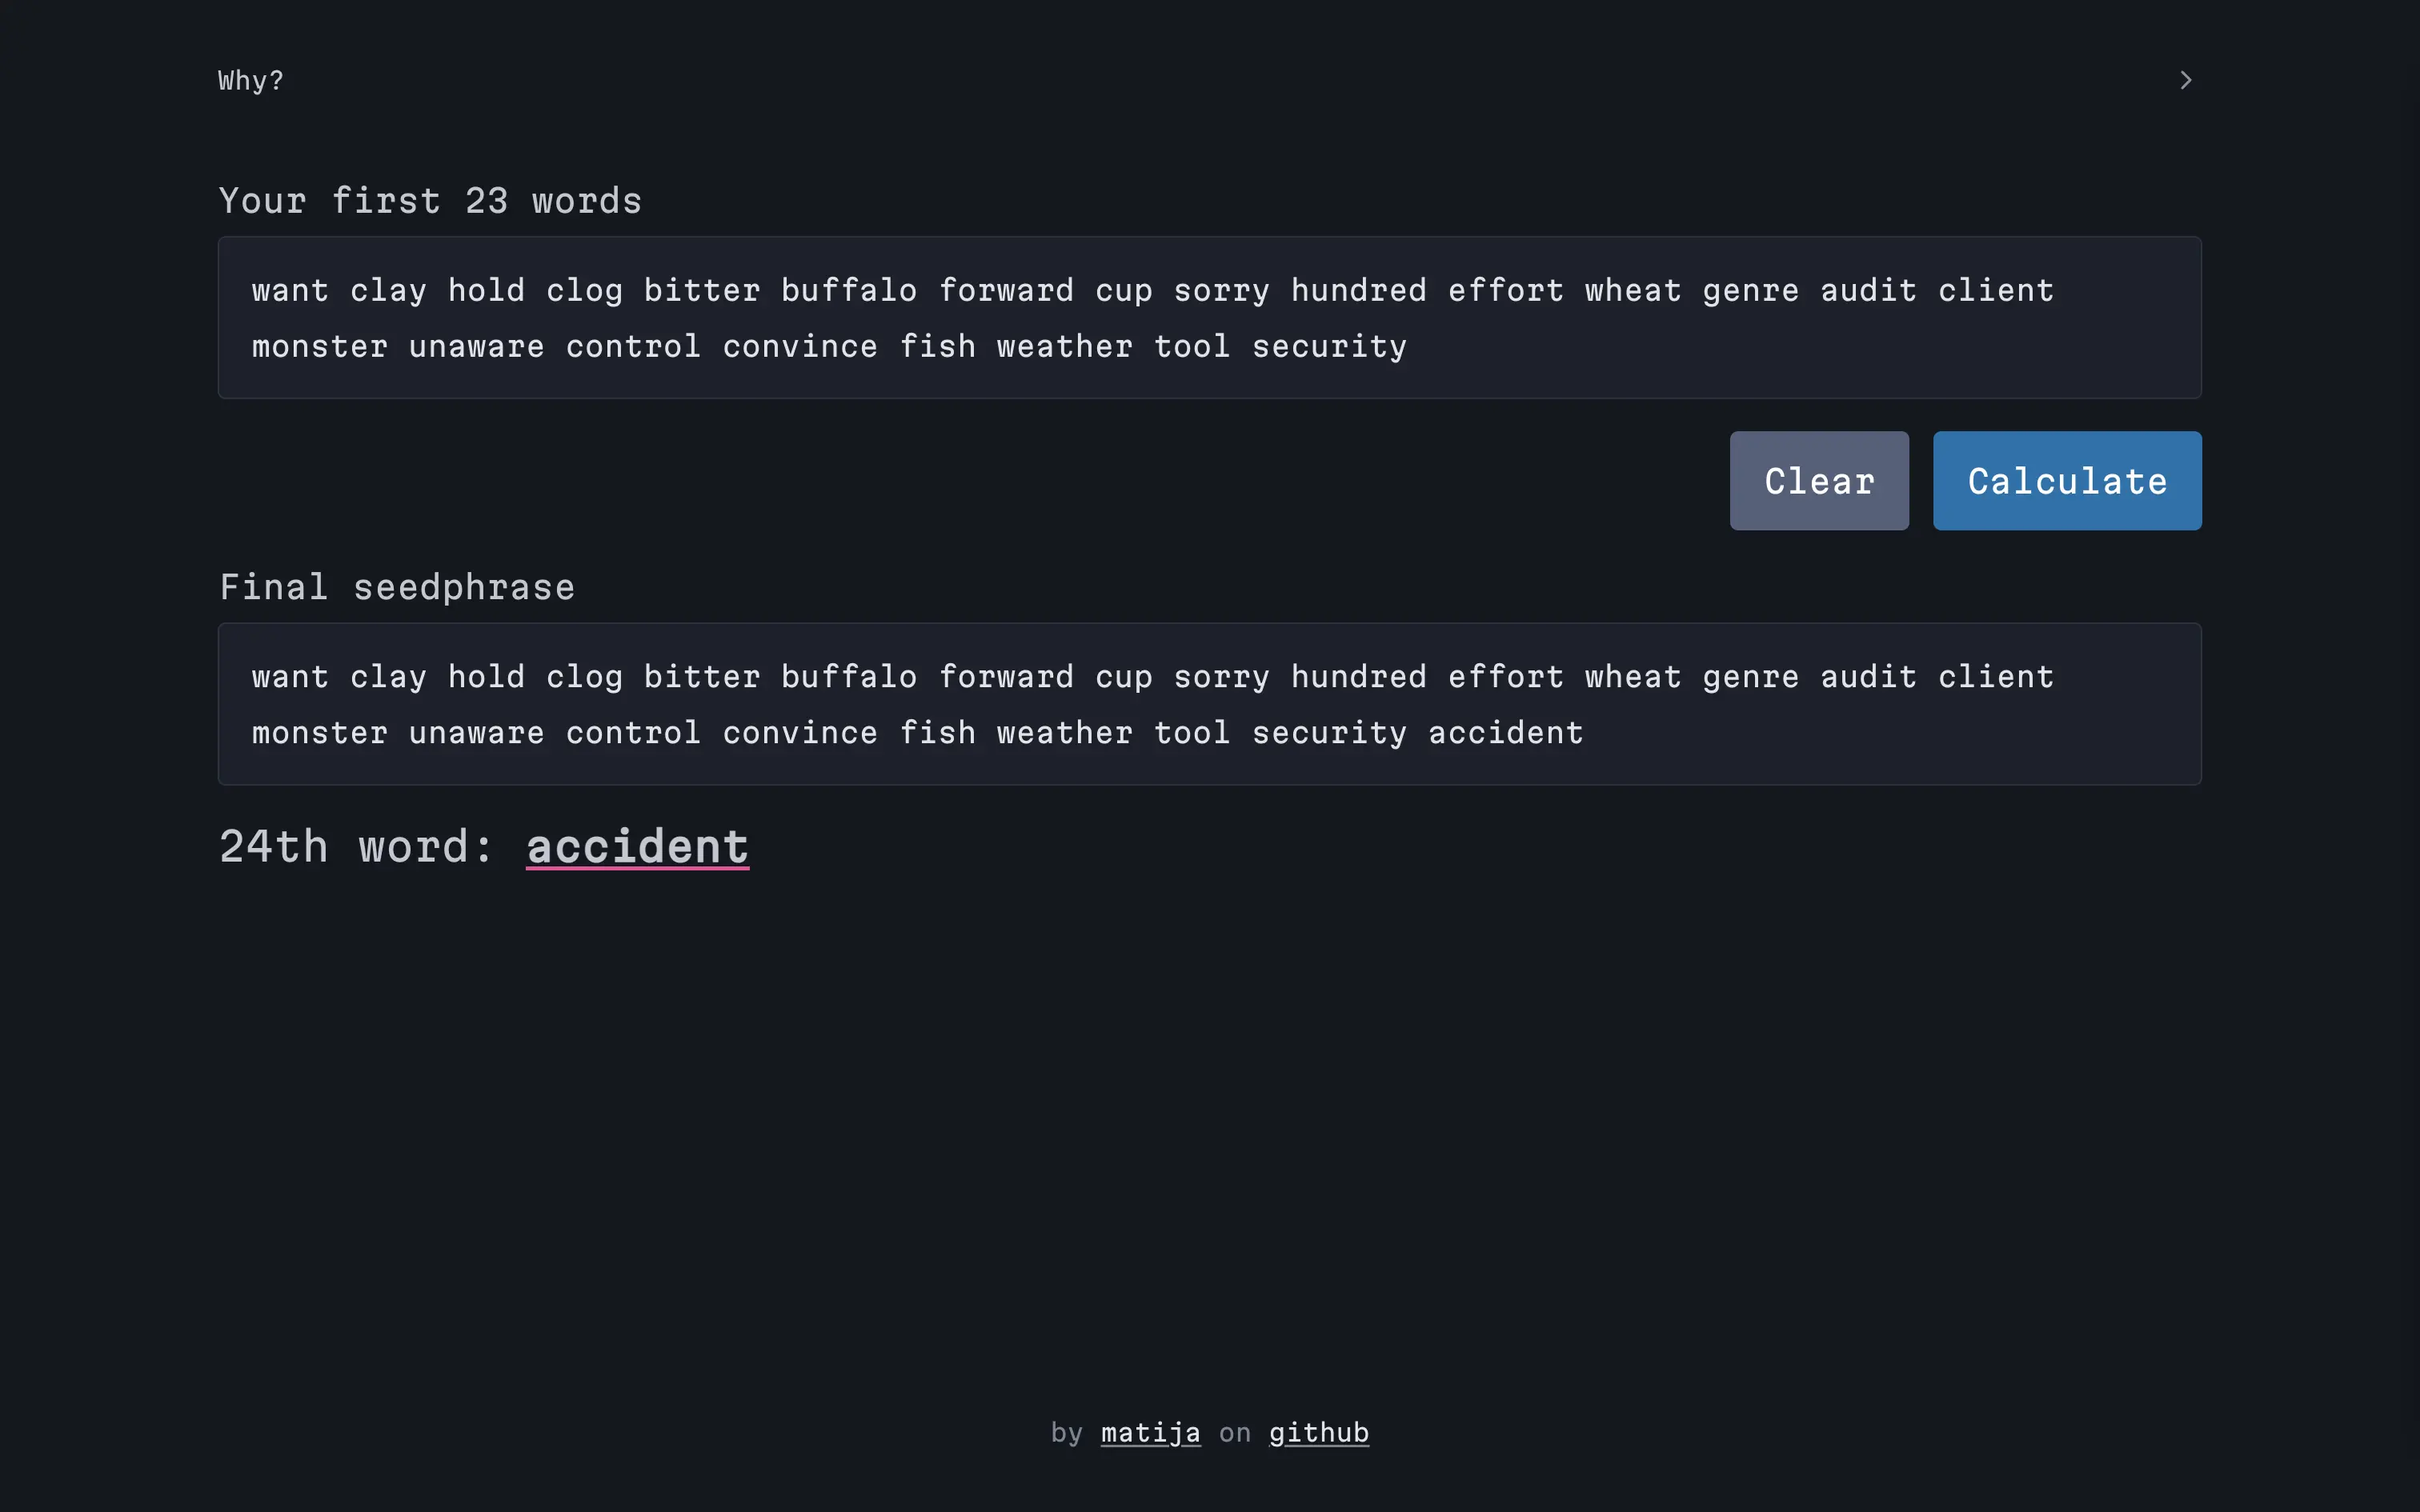 Why?
Your first 23 words
want clay hold clog bitter buffalo forward cup sorry hundred effort wheat genre audit client
monster unaware control convince fish weather tool security
Clear Calculate
Final seedphrase
want clay hold clog bitter buffalo forward cup sorry hundred effort wheat genre audit client
monster unaware control convince fish weather tool security accident
24th word: accident
by matija on github